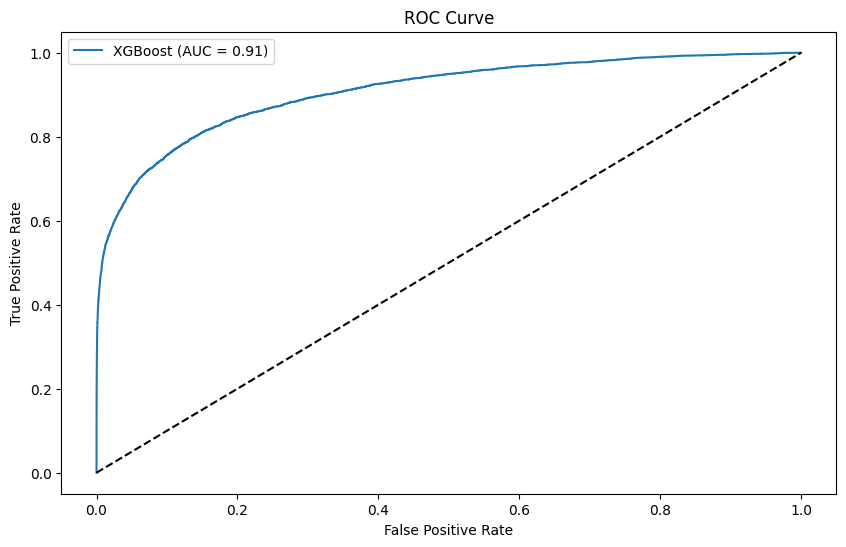 ROC Curve
XGBoost (AUC = 0.91)
True Positive Rate
1.0
0.8
0.6
0.4
0.2
0.0
0.0 0.2 0.4 0.6 0.8 1.0
False Positive Rate